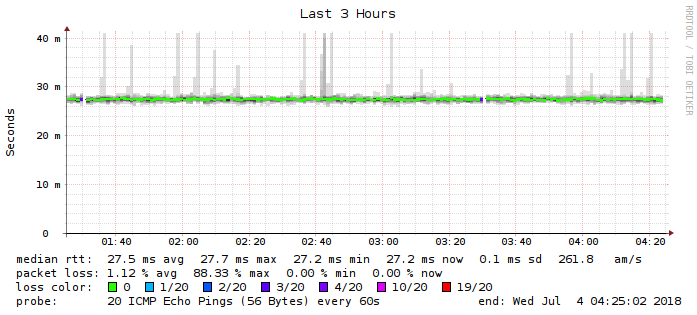 Last 3 Hours
RRDTOOL / TOBI OETIKER
Seconds
40 m
30 m
20 m
10 m
0
01:40 02:00 02:20 02:40 03:00 03:20 03:40 04:00 04:20
median rtt: 27.5 ms avg 27.7 ms max 27.2 ms min 27.2 ms now 0.1 ms sd 261.8 am/s
packet loss: 1.12 % avg 88.33 % max 0.00 % min 0.00 % now
loss color: 0 1/20 2/20 3/20 4/20 10/20 19/20
probe: 20 ICMP Echo Pings (56 Bytes) every 60s end: Wed Jul 4 04:25:02 2018